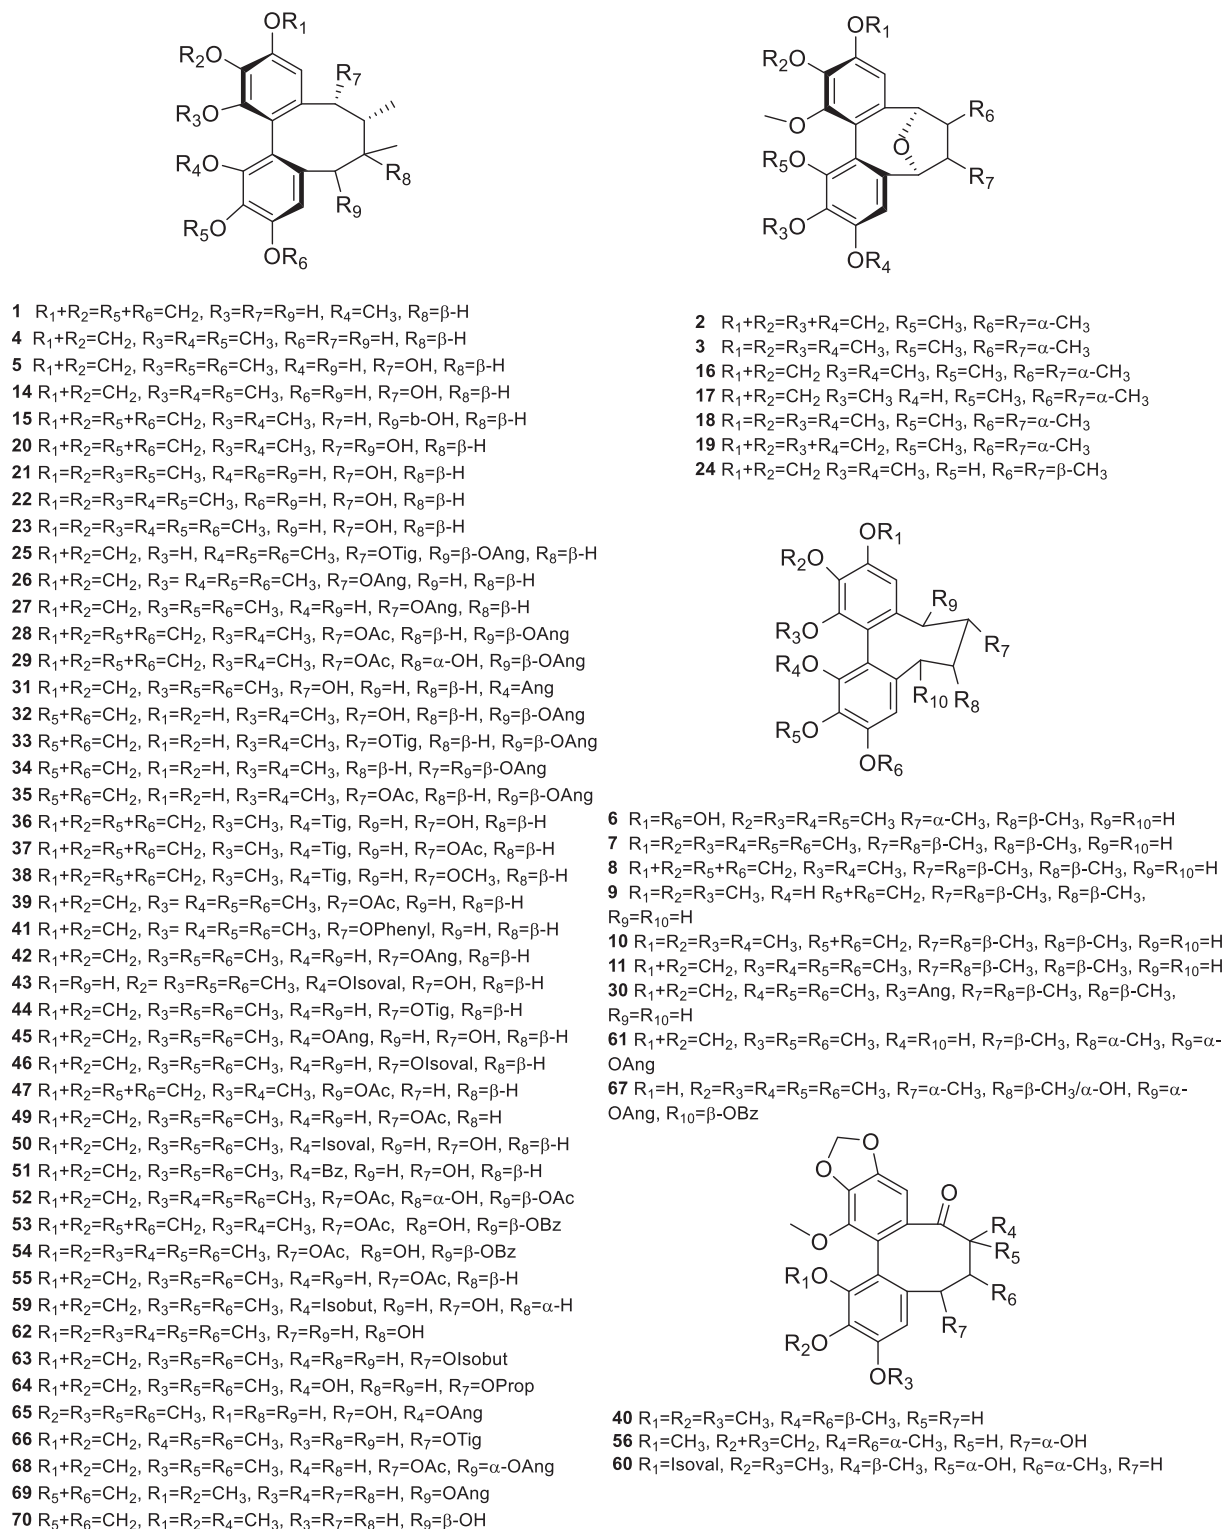 OR₁
R₂O
R₇
R₃O
R₄O
R₈
R₅O
R₉
OR₆
1 R₁+R₂=R₅+R₆=CH₂, R₃=R₇=R₉=H, R₄=CH₃, R₈=β-H
4 R₁+R₂=CH₂, R₃=R₄=R₅=CH₃, R₆=R₇=R₉=H, R₈=β-H
5 R₁+R₂=CH₂, R₃=R₅=R₆=CH₃, R₄=R₉=H, R₇=OH, R₈=β-H
14 R₁+R₂=CH₂, R₃=R₄=R₅=CH₃, R₆=R₉=H, R₇=OH, R₈=β-H
15 R₁+R₂=R₅+R₆=CH₂, R₃=R₄=CH₃, R₇=H, R₉=b-OH, R₈=β-H
20 R₁+R₂=R₅+R₆=CH₂, R₃=R₄=CH₃, R₇=R₉=OH, R₈=β-H
21 R₁=R₂=R₃=R₅=CH₃, R₄=R₆=R₉=H, R₇=OH, R₈=β-H
22 R₁=R₂=R₃=R₄=R₅=CH₃, R₆=R₉=H, R₇=OH, R₈=β-H
23 R₁=R₂=R₃=R₄=R₅=R₆=CH₃, R₉=H, R₇=OH, R₈=β-H
25 R₁+R₂=CH₂, R₃=H, R₄=R₅=R₆=CH₃, R₇=OTig, R₉=β-OAng, R₈=β-H
26 R₁+R₂=CH₂, R₃= R₄=R₅=R₆=CH₃, R₇=OAng, R₉=H, R₈=β-H
27 R₁+R₂=CH₂, R₃=R₅=R₆=CH₃, R₄=R₉=H, R₇=OAng, R₈=β-H
28 R₁+R₂=R₅+R₆=CH₂, R₃=R₄=CH₃, R₇=OAc, R₈=β-H, R₉=β-OAng
29 R₁+R₂=R₅+R₆=CH₂, R₃=R₄=CH₃, R₇=OAc, R₈=α-OH, R₉=β-OAng
31 R₁+R₂=CH₂, R₃=R₅=R₆=CH₃, R₇=OH, R₉=H, R₈=β-H, R₄=Ang
32 R₅+R₆=CH₂, R₁=R₂=H, R₃=R₄=CH₃, R₇=OH, R₈=β-H, R₉=β-OAng
33 R₅+R₆=CH₂, R₁=R₂=H, R₃=R₄=CH₃, R₇=OTig, R₈=β-H, R₉=β-OAng
34 R₅+R₆=CH₂, R₁=R₂=H, R₃=R₄=CH₃, R₈=β-H, R₇=R₉=β-OAng
35 R₅+R₆=CH₂, R₁=R₂=H, R₃=R₄=CH₃, R₇=OAc, R₈=β-H, R₉=β-OAng
36 R₁+R₂=R₅+R₆=CH₂, R₃=CH₃, R₄=Tig, R₉=H, R₇=OH, R₈=β-H
37 R₁+R₂=R₅+R₆=CH₂, R₃=CH₃, R₄=Tig, R₉=H, R₇=OAc, R₈=β-H
38 R₁+R₂=R₅+R₆=CH₂, R₃=CH₃, R₄=Tig, R₉=H, R₇=OCH₃, R₈=β-H
39 R₁+R₂=CH₂, R₃= R₄=R₅=R₆=CH₃, R₇=OAc, R₉=H, R₈=β-H
41 R₁+R₂=CH₂, R₃= R₄=R₅=R₆=CH₃, R₇=OPhenyl, R₉=H, R₈=β-H
42 R₁+R₂=CH₂, R₃=R₅=R₆=CH₃, R₄=R₉=H, R₇=OAng, R₈=β-H
43 R₁=R₉=H, R₂= R₃=R₅=R₆=CH₃, R₄=OIsoval, R₇=OH, R₈=β-H
44 R₁+R₂=CH₂, R₃=R₅=R₆=CH₃, R₄=R₉=H, R₇=OTig, R₈=β-H
45 R₁+R₂=CH₂, R₃=R₅=R₆=CH₃, R₄=OAng, R₉=H, R₇=OH, R₈=β-H
46 R₁+R₂=CH₂, R₃=R₅=R₆=CH₃, R₄=R₉=H, R₇=OIsoval, R₈=β-H
47 R₁+R₂=R₅+R₆=CH₂, R₃=R₄=CH₃, R₉=OAc, R₇=H, R₈=β-H
49 R₁+R₂=CH₂, R₃=R₅=R₆=CH₃, R₄=R₉=H, R₇=OAc, R₈=H
50 R₁+R₂=CH₂, R₃=R₅=R₆=CH₃, R₄=Isoval, R₉=H, R₇=OH, R₈=β-H
51 R₁+R₂=CH₂, R₃=R₅=R₆=CH₃, R₄=Bz, R₉=H, R₇=OH, R₈=β-H
52 R₁+R₂=CH₂, R₃=R₄=R₅=R₆=CH₃, R₇=OAc, R₈=α-OH, R₉=β-OAc
53 R₁+R₂=R₅+R₆=CH₂, R₃=R₄=CH₃, R₇=OAc, R₈=OH, R₉=β-OBz
54 R₁=R₂=R₃=R₄=R₅=R₆=CH₃, R₇=OAc, R₈=OH, R₉=β-OBz
55 R₁+R₂=CH₂, R₃=R₅=R₆=CH₃, R₄=R₉=H, R₇=OAc, R₈=β-H
59 R₁+R₂=CH₂, R₃=R₅=R₆=CH₃, R₄=Isobut, R₉=H, R₇=OH, R₈=α-H
62 R₁=R₂=R₃=R₄=R₅=R₆=CH₃, R₇=R₉=H, R₈=OH
63 R₁+R₂=CH₂, R₃=R₅=R₆=CH₃, R₄=R₈=R₉=H, R₇=OIsobut
64 R₁+R₂=CH₂, R₃=R₅=R₆=CH₃, R₄=OH, R₈=R₉=H, R₇=OProp
65 R₂=R₃=R₅=R₆=CH₃, R₁=R₈=R₉=H, R₇=OH, R₄=OAng
66 R₁+R₂=CH₂, R₄=R₅=R₆=CH₃, R₃=R₈=R₉=H, R₇=OTig
68 R₁+R₂=CH₂, R₃=R₅=R₆=CH₃, R₄=R₈=H, R₇=OAc, R₉=α-OAng
69 R₅+R₆=CH₂, R₁=R₂=CH₃, R₃=R₄=R₇=R₈=H, R₉=OAng
70 R₅+R₆=CH₂, R₁=R₂=R₄=CH₃, R₃=R₇=R₈=H, R₉=β-OH
OR₁
R₂O
O
R₆
O
R₅O
R₇
R₃O
OR₄
2 R₁+R₂=R₃+R₄=CH₂, R₅=CH₃, R₆=R₇=α-CH₃
3 R₁=R₂=R₃=R₄=CH₃, R₅=CH₃, R₆=R₇=α-CH₃
16 R₁+R₂=CH₂ R₃=R₄=CH₃, R₅=CH₃, R₆=R₇=α-CH₃
17 R₁+R₂=CH₂ R₃=CH₃ R₄=H, R₅=CH₃, R₆=R₇=α-CH₃
18 R₁=R₂=R₃=R₄=CH₃, R₅=CH₃, R₆=R₇=α-CH₃
19 R₁+R₂=R₃+R₄=CH₂, R₅=CH₃, R₆=R₇=α-CH₃
24 R₁+R₂=CH₂ R₃=R₄=CH₃, R₅=H, R₆=R₇=β-CH₃
OR₁
R₂O
R₉
R₃O
R₇
R₄O
R₁₀
R₈
R₅O
OR₆
6 R₁=R₆=OH, R₂=R₃=R₄=R₅=CH₃ R₇=α-CH₃, R₈=β-CH₃, R₉=R₁₀=H
7 R₁=R₂=R₃=R₄=R₅=R₆=CH₃, R₇=R₈=β-CH₃, R₈=β-CH₃, R₉=R₁₀=H
8 R₁+R₂=R₅+R₆=CH₂, R₃=R₄=CH₃, R₇=R₈=β-CH₃, R₈=β-CH₃, R₉=R₁₀=H
9 R₁=R₂=R₃=CH₃, R₄=H R₅+R₆=CH₂, R₇=R₈=β-CH₃, R₈=β-CH₃,
R₉=R₁₀=H
10 R₁=R₂=R₃=R₄=CH₃, R₅+R₆=CH₂, R₇=R₈=β-CH₃, R₈=β-CH₃, R₉=R₁₀=H
11 R₁+R₂=CH₂, R₃=R₄=R₅=R₆=CH₃, R₇=R₈=β-CH₃, R₈=β-CH₃, R₉=R₁₀=H
30 R₁+R₂=CH₂, R₄=R₅=R₆=CH₃, R₃=Ang, R₇=R₈=β-CH₃, R₈=β-CH₃,
R₉=R₁₀=H
61 R₁+R₂=CH₂, R₃=R₅=R₆=CH₃, R₄=R₁₀=H, R₇=β-CH₃, R₈=α-CH₃, R₉=α-
OAng
67 R₁=H, R₂=R₃=R₄=R₅=R₆=CH₃, R₇=α-CH₃, R₈=β-CH₃/α-OH, R₉=α-
OAng, R₁₀=β-OBz
O
O
O
O
R₄
R₅
R₁O
R₆
R₇
R₂O
OR₃
40 R₁=R₂=R₃=CH₃, R₄=R₆=β-CH₃, R₅=R₇=H
56 R₁=CH₃, R₂+R₃=CH₂, R₄=R₆=α-CH₃, R₅=H, R₇=α-OH
60 R₁=Isoval, R₂=R₃=CH₃, R₄=β-CH₃, R₅=α-OH, R₆=α-CH₃, R₇=H